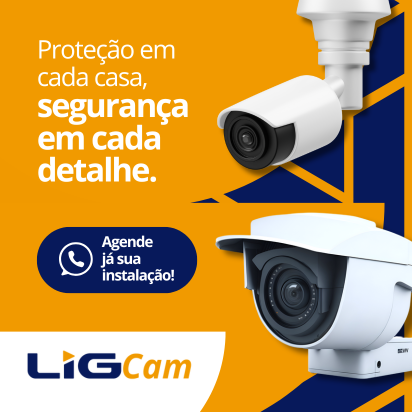 Proteção em
cada casa,
segurança
em cada
detalhe.
Agende
já sua
instalação!
LIGCam